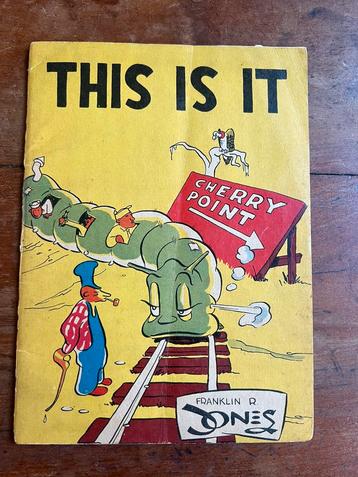 THIS IS IT
CHERRY
POINT
FRANKLIN R.
JONES